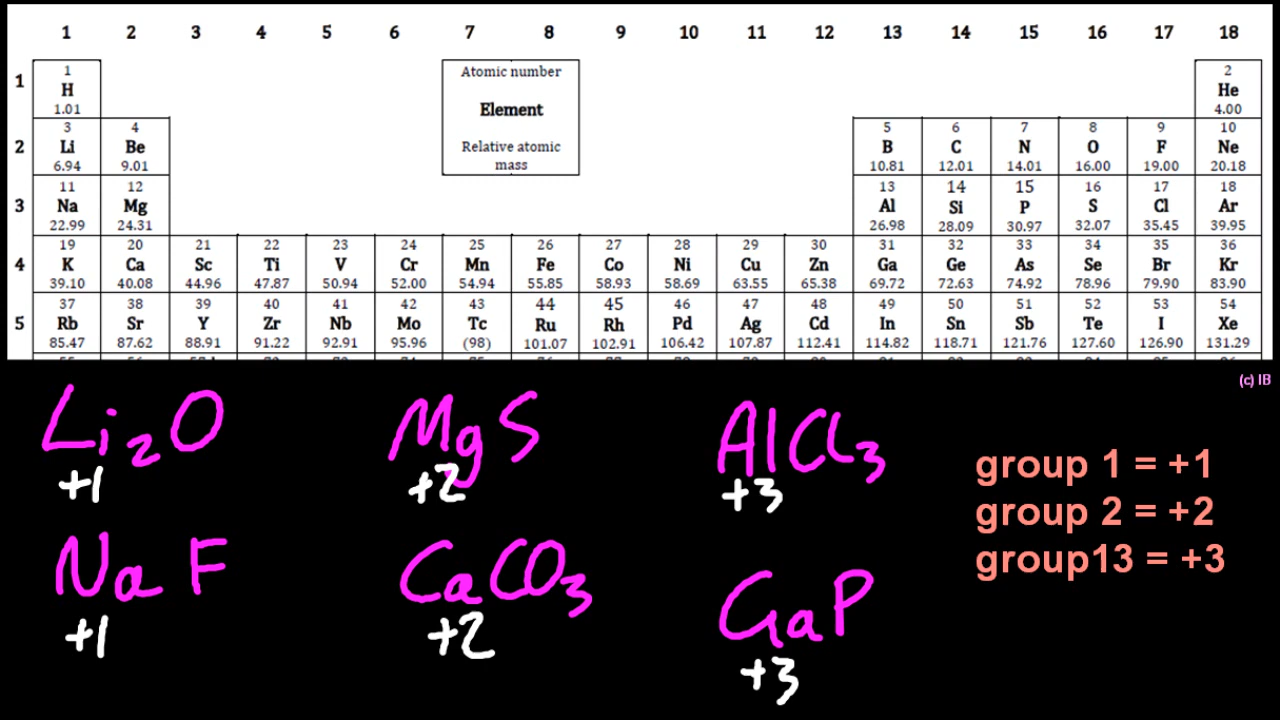 1 2 3 4 5 6 7 8 9 10 11 12 13 14 15 16 17 18
1 1 Atomic number 2
H Element He
1.01 Relative atomic mass 4.00
3 4 5 6 7 8 9 10
2 Li Be B C N O F Ne
6.94 9.01 10.81 12.01 14.01 16.00 19.00 20.18
11 12 13 14 15 16 17 18
3 Na Mg Al Si P S Cl Ar
22.99 24.31 26.98 28.09 30.97 32.07 35.45 39.95
19 20 21 22 23 24 25 26 27 28 29 30 31 32 33 34 35 36
4 K Ca Sc Ti V Cr Mn Fe Co Ni Cu Zn Ga Ge As Se Br Kr
39.10 40.08 44.96 47.87 50.94 52.00 54.94 55.85 58.93 58.69 63.55 65.38 69.72 72.63 74.92 78.96 79.90 83.90
37 38 39 40 41 42 43 44 45 46 47 48 49 50 51 52 53 54
5 Rb Sr Y Zr Nb Mo Tc Ru Rh Pd Ag Cd In Sn Sb Te I Xe
85.47 87.62 88.91 91.22 92.91 95.96 (98) 101.07 102.91 106.42 107.87 112.41 114.82 118.71 121.76 127.60 126.90 131.29
(c) IB
Li2O MgS AlCl3
+1 +2 +3
group 1 = +1
group 2 = +2
group13 = +3
NaF CaCO3 GaP
+1 +2 +3